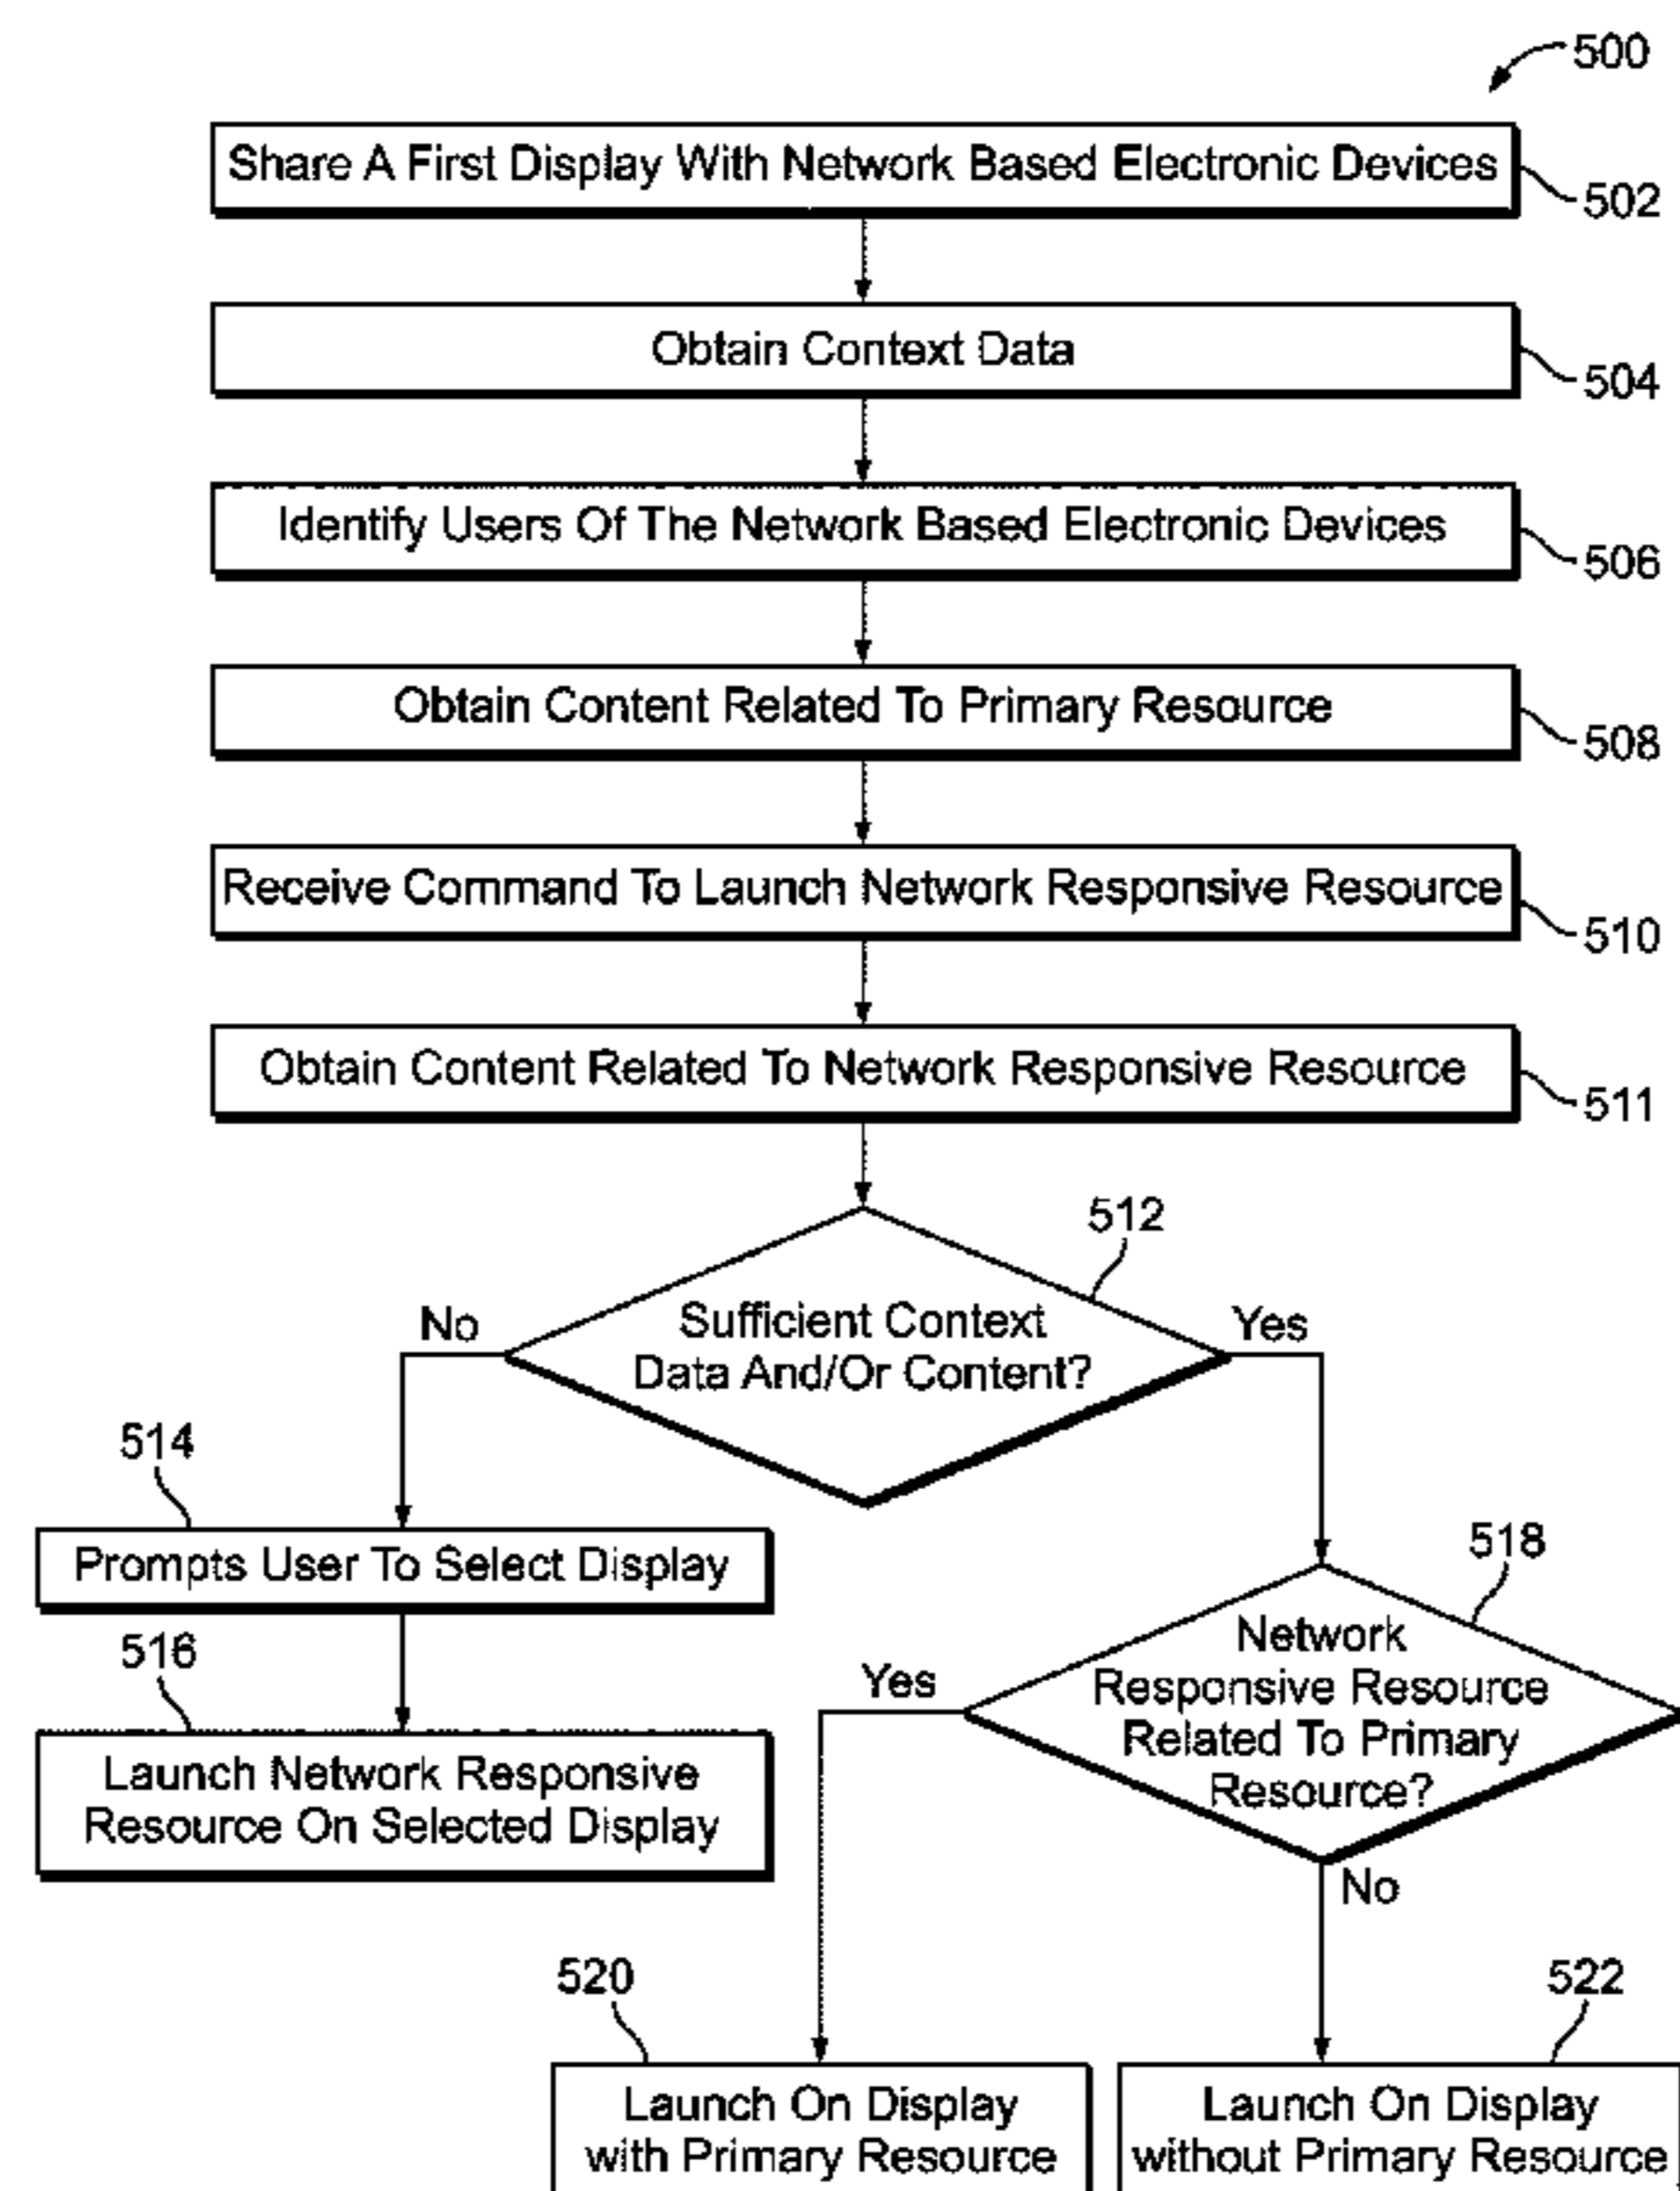 500
Share A First Display With Network Based Electronic Devices
502
Obtain Context Data
504
Identify Users Of The Network Based Electronic Devices
506
Obtain Content Related To Primary Resource
508
Receive Command To Launch Network Responsive Resource
510
Obtain Content Related To Network Responsive Resource
511
512
No
Sufficient Context
Data And/Or Content?
Yes
514
Prompts User To Select Display
516
Launch Network Responsive
Resource On Selected Display
518
Yes
Network
Responsive Resource
Related To Primary
Resource?
No
520
Launch On Display
with Primary Resource
522
Launch On Display
without Primary Resource